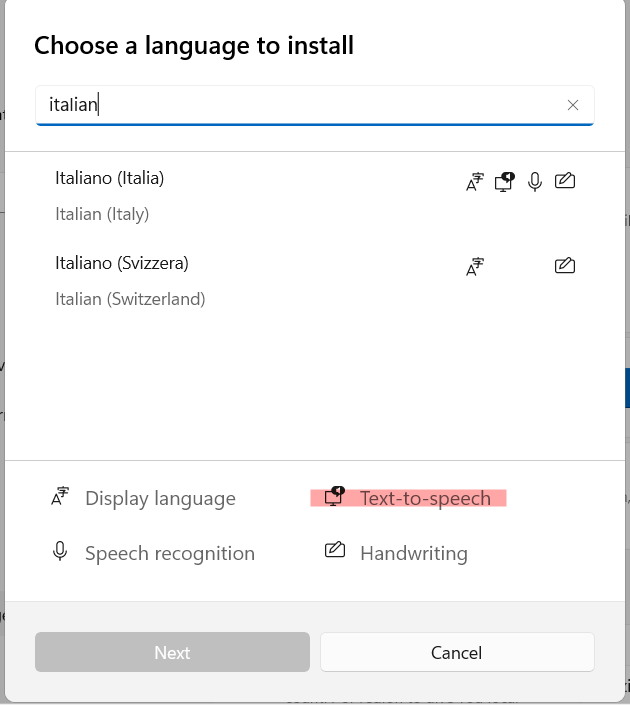 Choose a language to install
italian
Italiano (Italia)
Italian (Italy)
Italiano (Svizzera)
Italian (Switzerland)
Display language
Text-to-speech
Speech recognition
Handwriting
Next
Cancel